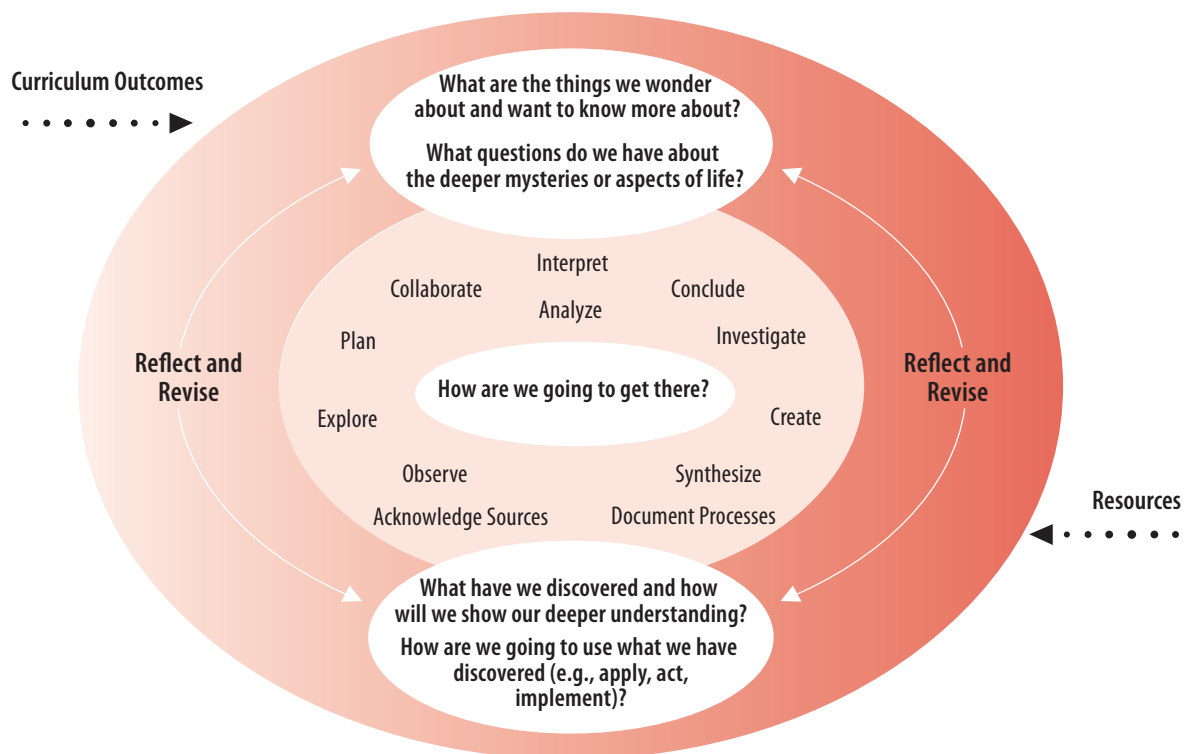 Curriculum Outcomes
What are the things we wonder
about and want to know more about?
What questions do we have about
the deeper mysteries or aspects of life?
Interpret
Collaborate
Conclude
Analyze
Plan
Investigate
Reflect and
Revise
How are we going to get there?
Reflect and
Revise
Explore
Create
Observe
Synthesize
Acknowledge Sources
Document Processes
Resources
What have we discovered and how
will we show our deeper understanding?
How are we going to use what we have
discovered (e.g., apply, act,
implement)?